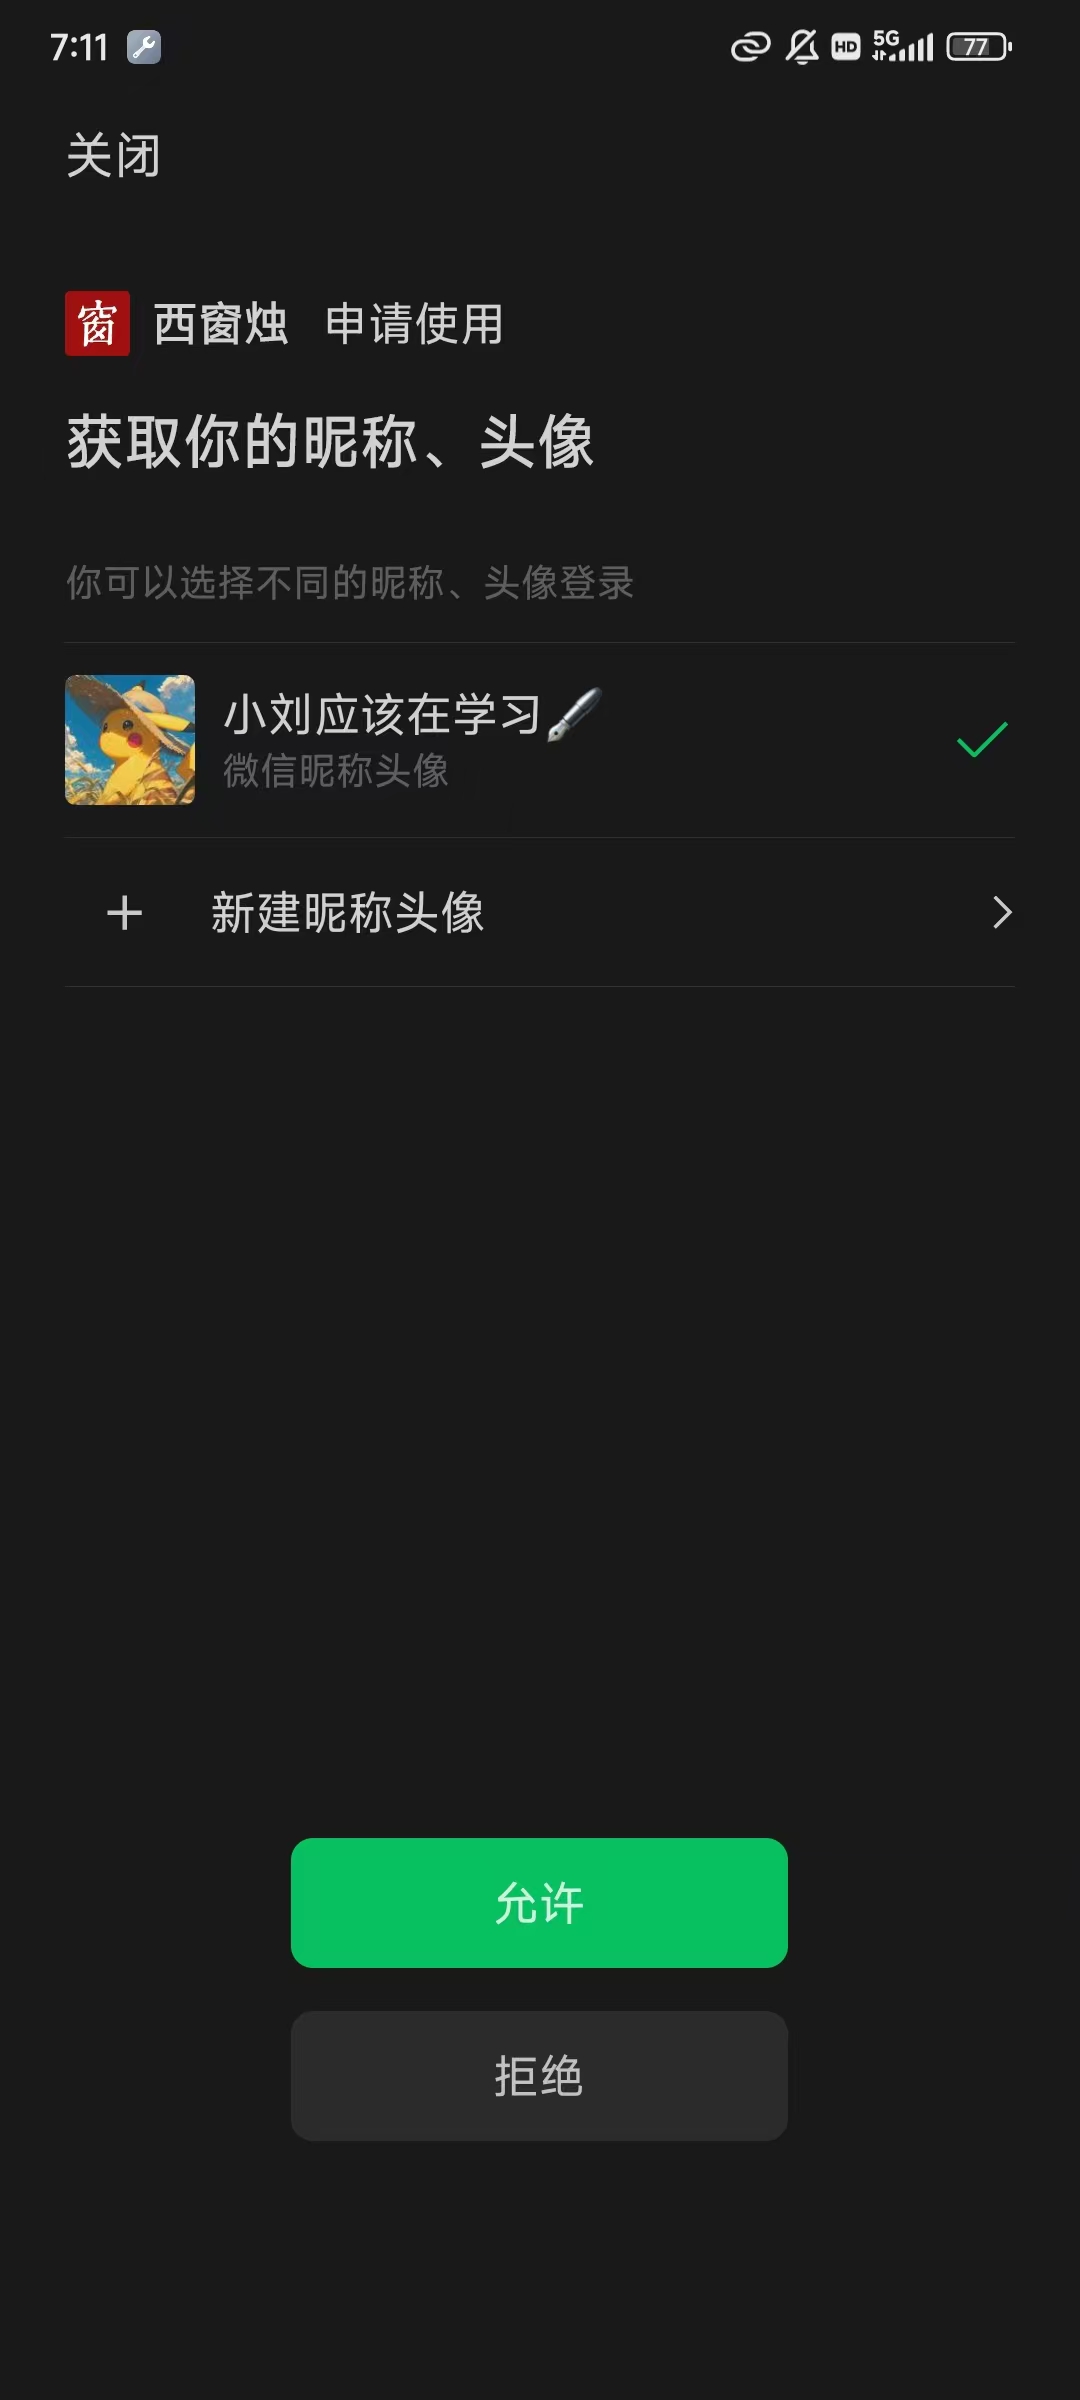 7:11 HD 5G 77
关闭
窗 西窗烛 申请使用
获取你的昵称、头像
你可以选择不同的昵称、头像登录
小刘应该在学习🖋️
微信昵称头像
+ 新建昵称头像
允许
拒绝